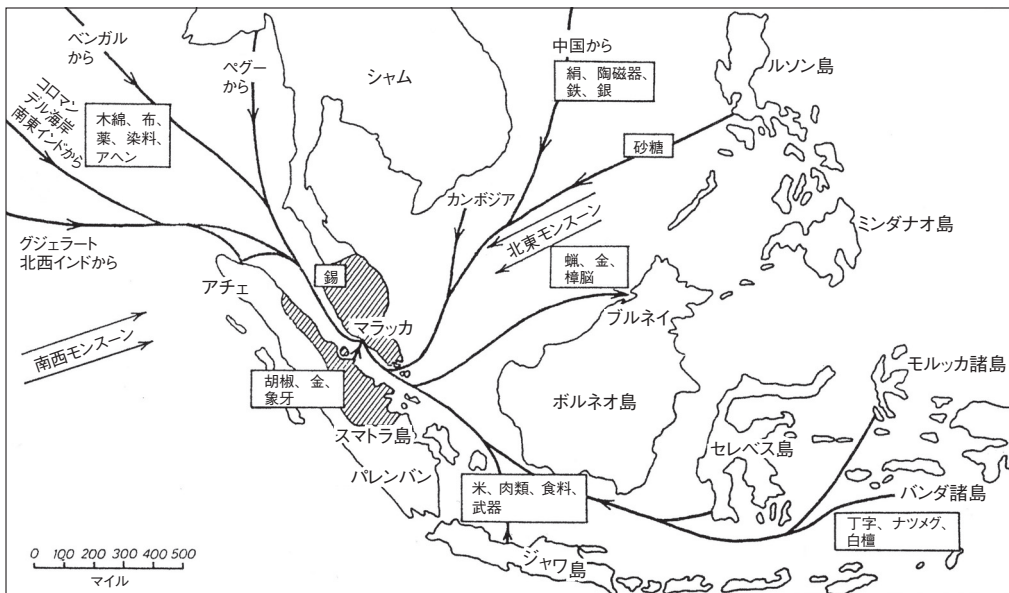 ベンガル
から
ペグー
から
シャム
中国から
絹、陶磁器、
鉄、銀
ルソン島
コロマン
デル海岸
南東インドから
木綿、布、
薬、染料、
アヘン
砂糖
カンボジア
北東モンスーン
ミンダナオ島
グジェラート
北西インドから
アチェ
錫
蝋、金、
樟脳
マラッカ
ブルネイ
南西モンスーン
胡椒、金、
象牙
モルッカ諸島
ボルネオ島
スマトラ島
セレベス島
パレンバン
米、肉類、食料、
武器
バンダ諸島
丁字、ナツメグ、
白檀
ジャワ島
0 100 200 300 400 500
マイル